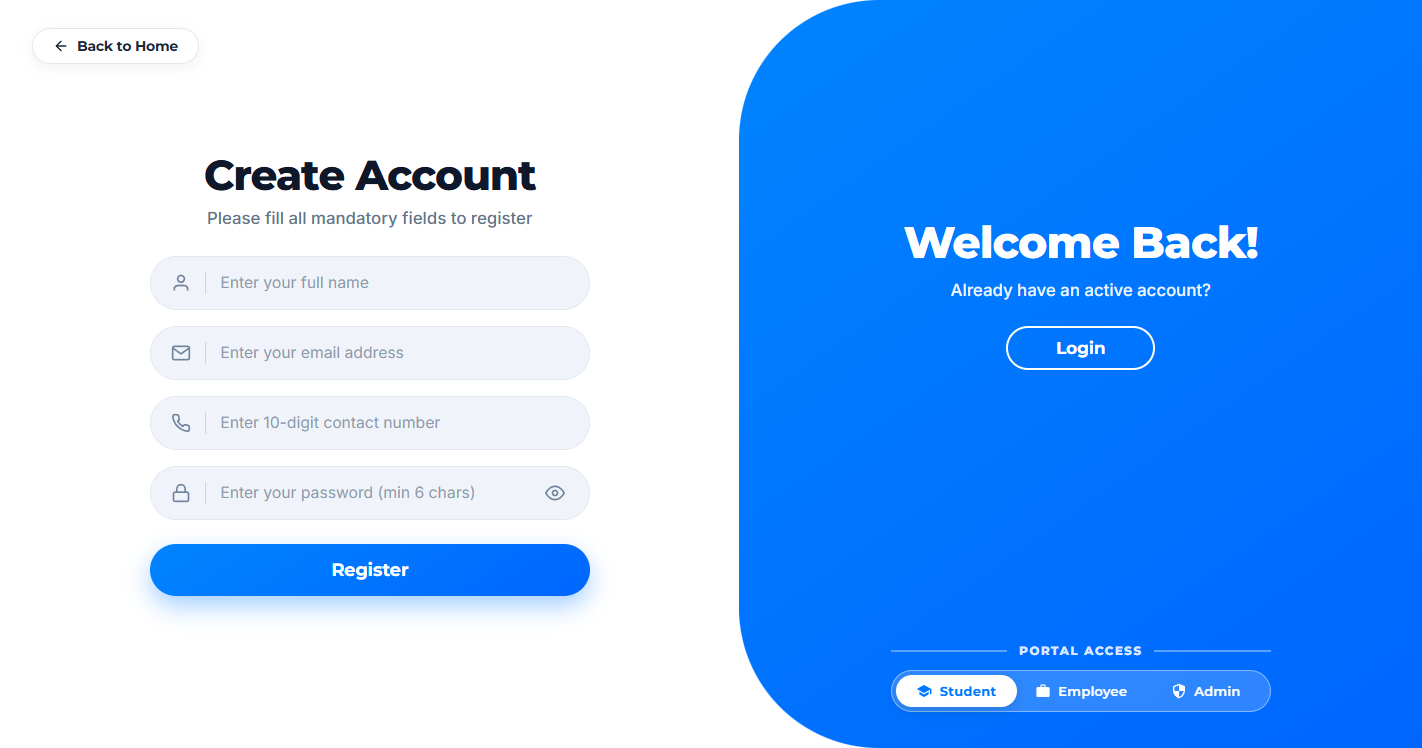 Back to Home
Create Account
Please fill all mandatory fields to register
Enter your full name
Enter your email address
Enter 10-digit contact number
Enter your password (min 6 chars)
Register
Welcome Back!
Already have an active account?
Login
PORTAL ACCESS
Student Employee Admin